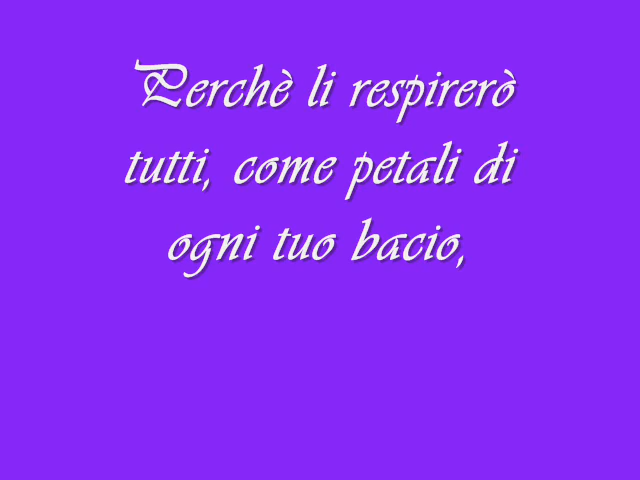 Perchè li respirerò
tutti, come petali di
ogni tuo bacio,